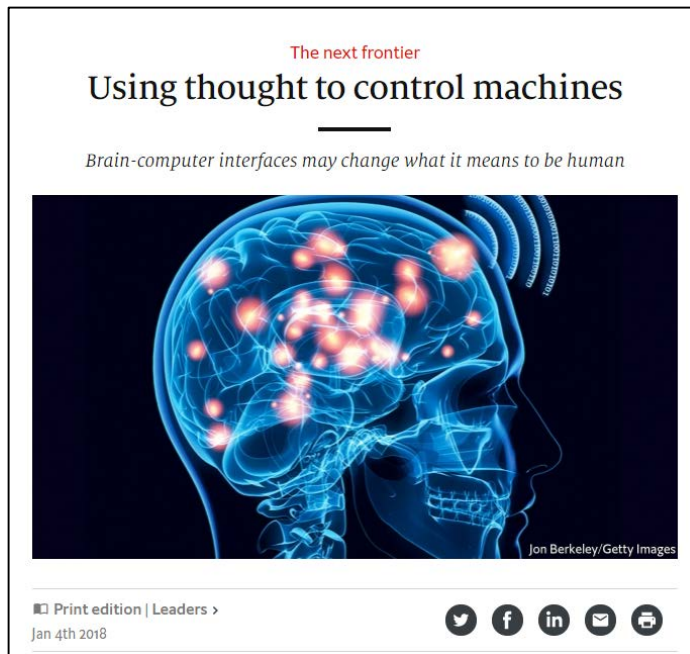 The next frontier
Using thought to control machines
Brain-computer interfaces may change what it means to be human
Jon Berkeley/Getty Images
Print edition | Leaders >
Jan 4th 2018